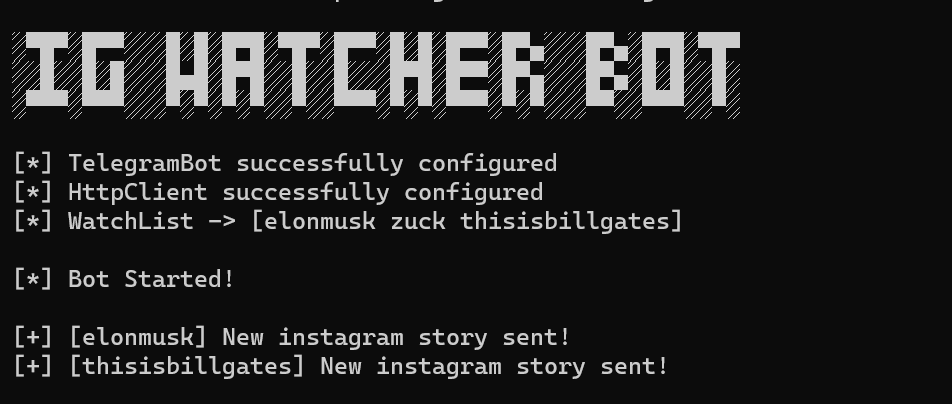 IG WATCHER BOT
[*] TelegramBot successfully configured
[*] HttpClient successfully configured
[*] WatchList -> [elonmusk zuck thisisbillgates]
[*] Bot Started!
[+] [elonmusk] New instagram story sent!
[+] [thisisbillgates] New instagram story sent!